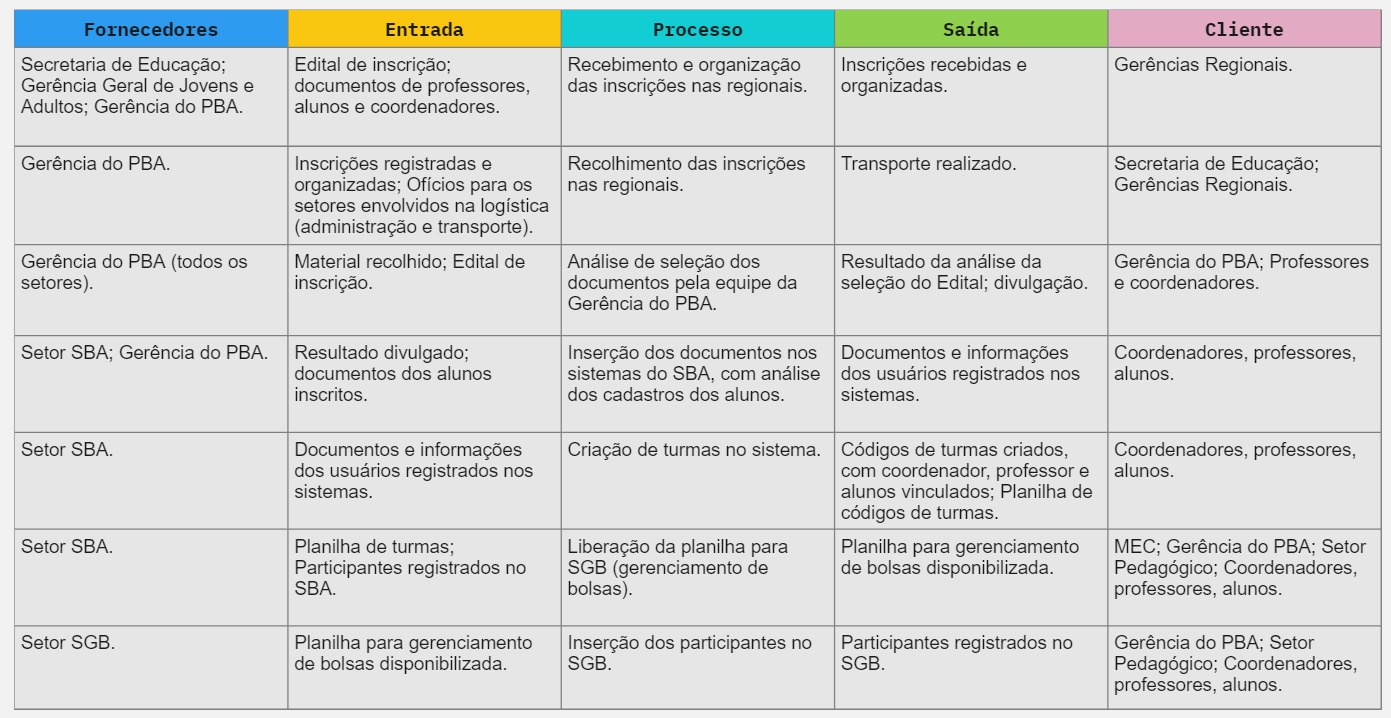 Fornecedores
Entrada
Processo
Saída
Cliente
Secretaria de Educação;
Gerência Geral de Jovens e
Adultos; Gerência do PBA.
Edital de inscrição;
documentos de professores,
alunos e coordenadores.
Recebimento e organização
das inscrições nas regionais.
Inscrições recebidas e
organizadas.
Gerências Regionais.
Gerência do PBA.
Inscrições registradas e
organizadas; Ofícios para os
setores envolvidos na logística
(administração e transporte).
Recolhimento das inscrições
nas regionais.
Transporte realizado.
Secretaria de Educação;
Gerências Regionais.
Gerência do PBA (todos os
setores).
Material recolhido; Edital de
inscrição.
Análise de seleção dos
documentos pela equipe da
Gerência do PBA.
Resultado da análise da
seleção do Edital; divulgação.
Gerência do PBA; Professores
e coordenadores.
Setor SBA; Gerência do PBA.
Resultado divulgado;
documentos dos alunos
inscritos.
Inserção dos documentos nos
sistemas do SBA, com análise
dos cadastros dos alunos.
Documentos e informações
dos usuários registrados nos
sistemas.
Coordenadores, professores,
alunos.
Setor SBA.
Documentos e informações
dos usuários registrados nos
sistemas.
Criação de turmas no sistema.
Códigos de turmas criados,
com coordenador, professor e
alunos vinculados; Planilha de
códigos de turmas.
Coordenadores, professores,
alunos.
Setor SBA.
Planilha de turmas;
Participantes registrados no
SBA.
Liberação da planilha para
SGB (gerenciamento de
bolsas).
Planilha para gerenciamento
de bolsas disponibilizada.
MEC; Gerência do PBA; Setor
Pedagógico; Coordenadores,
professores, alunos.
Setor SGB.
Planilha para gerenciamento
de bolsas disponibilizada.
Inserção dos participantes no
SGB.
Participantes registrados no
SGB.
Gerência do PBA; Setor
Pedagógico; Coordenadores,
professores, alunos.